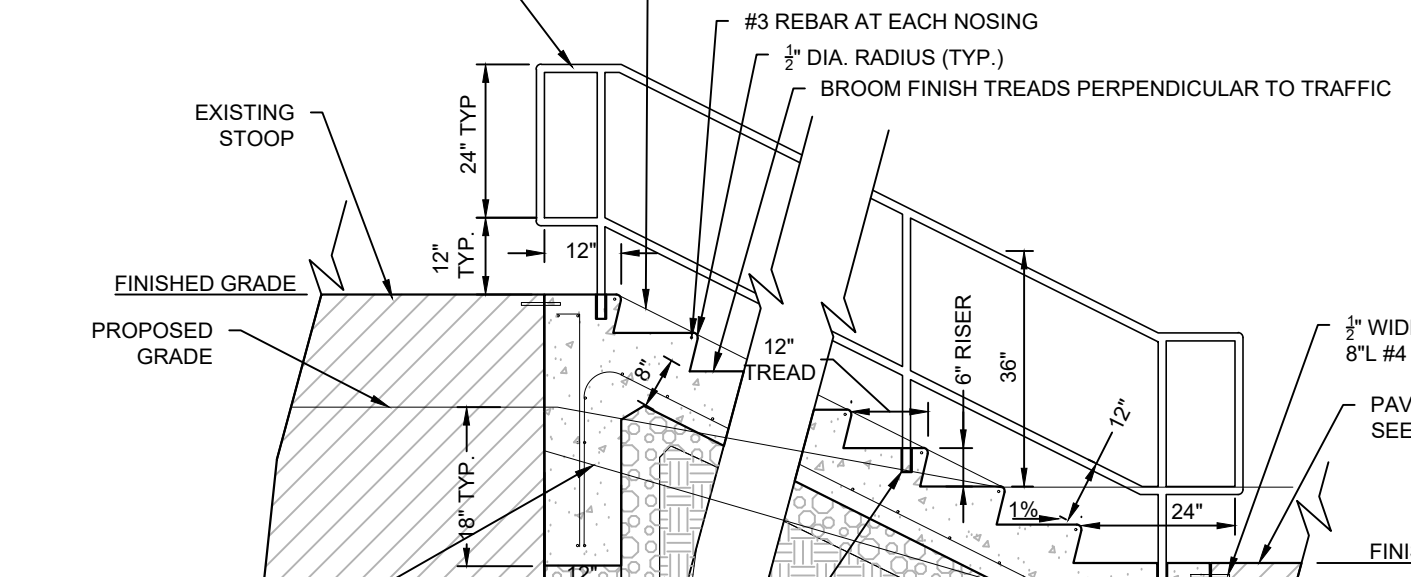 #3 REBAR AT EACH NOSING
1/2" DIA. RADIUS (TYP.)
BROOM FINISH TREADS PERPENDICULAR TO TRAFFIC
EXISTING
STOOP
24" TYP
12"
TYP.
12"
FINISHED GRADE
PROPOSED
GRADE
8"
12"
TREAD
6" RISER
36"
12"
1/2" WID
8"L #4
PAV
SEE
18" TYP.
1%
24"
12"
FINI